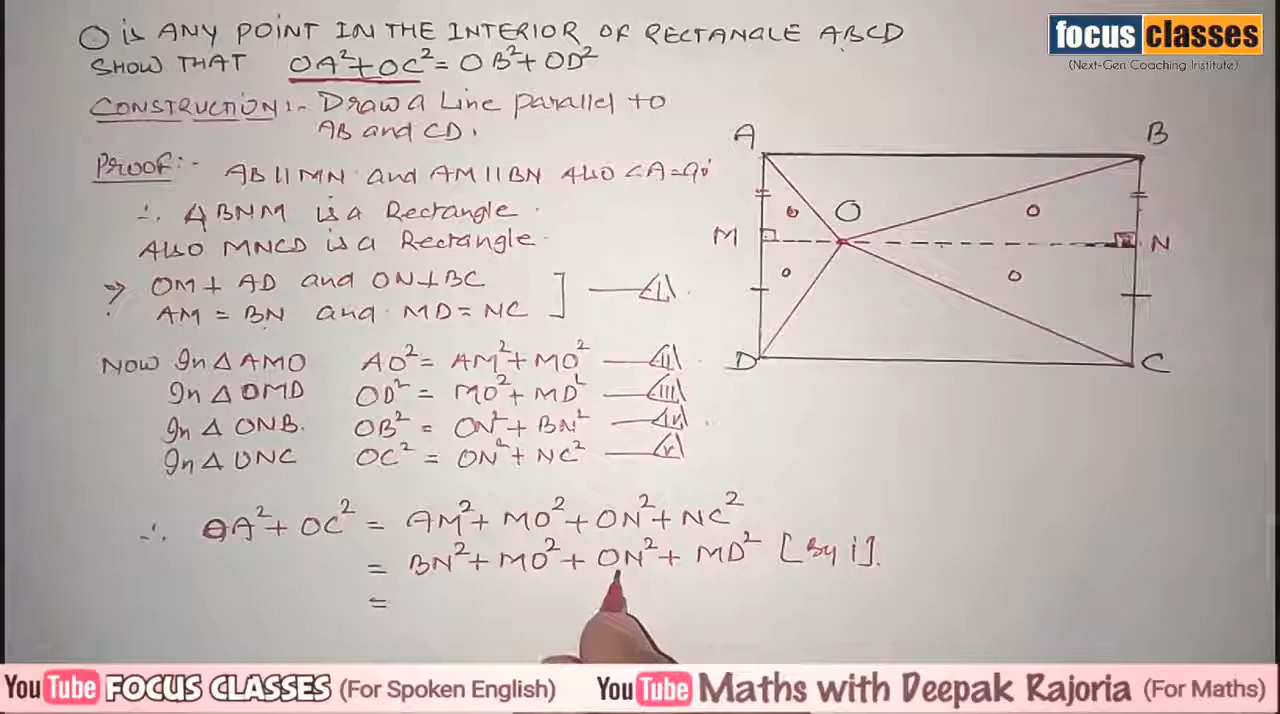 O is ANY POINT IN THE INTERIOR OF RECTANGLE ABCD
SHOW THAT OA²+OC²=OB²+OD²
CONSTRUCTION:- Draw a Line parallel to
AB and CD.
Proof:- AB||MN and AM||BN Also <A=90°
∴ ABNM is a Rectangle.
Also MNCD is a Rectangle.
⇒ OM⊥AD and ON⊥BC
AM = BN and MD=NC —(i)
Now In △AMO AO²= AM²+MO² —(ii)
In △OMD OD²= MO²+MD² —(iii)
In △ONB. OB²= ON²+BN² —(iv)
In △ONC OC² = ON²+NC² —(v)
∴ OA²+OC² = AM²+MO²+ON²+NC²
= BN²+MO²+ON²+MD² [By i].
=
A
B
O
M
N
D
C
focus classes
(Next-Gen Coaching Institute)
YouTube FOCUS CLASSES (For Spoken English) YouTube Maths with Deepak Rajoria (For Maths)